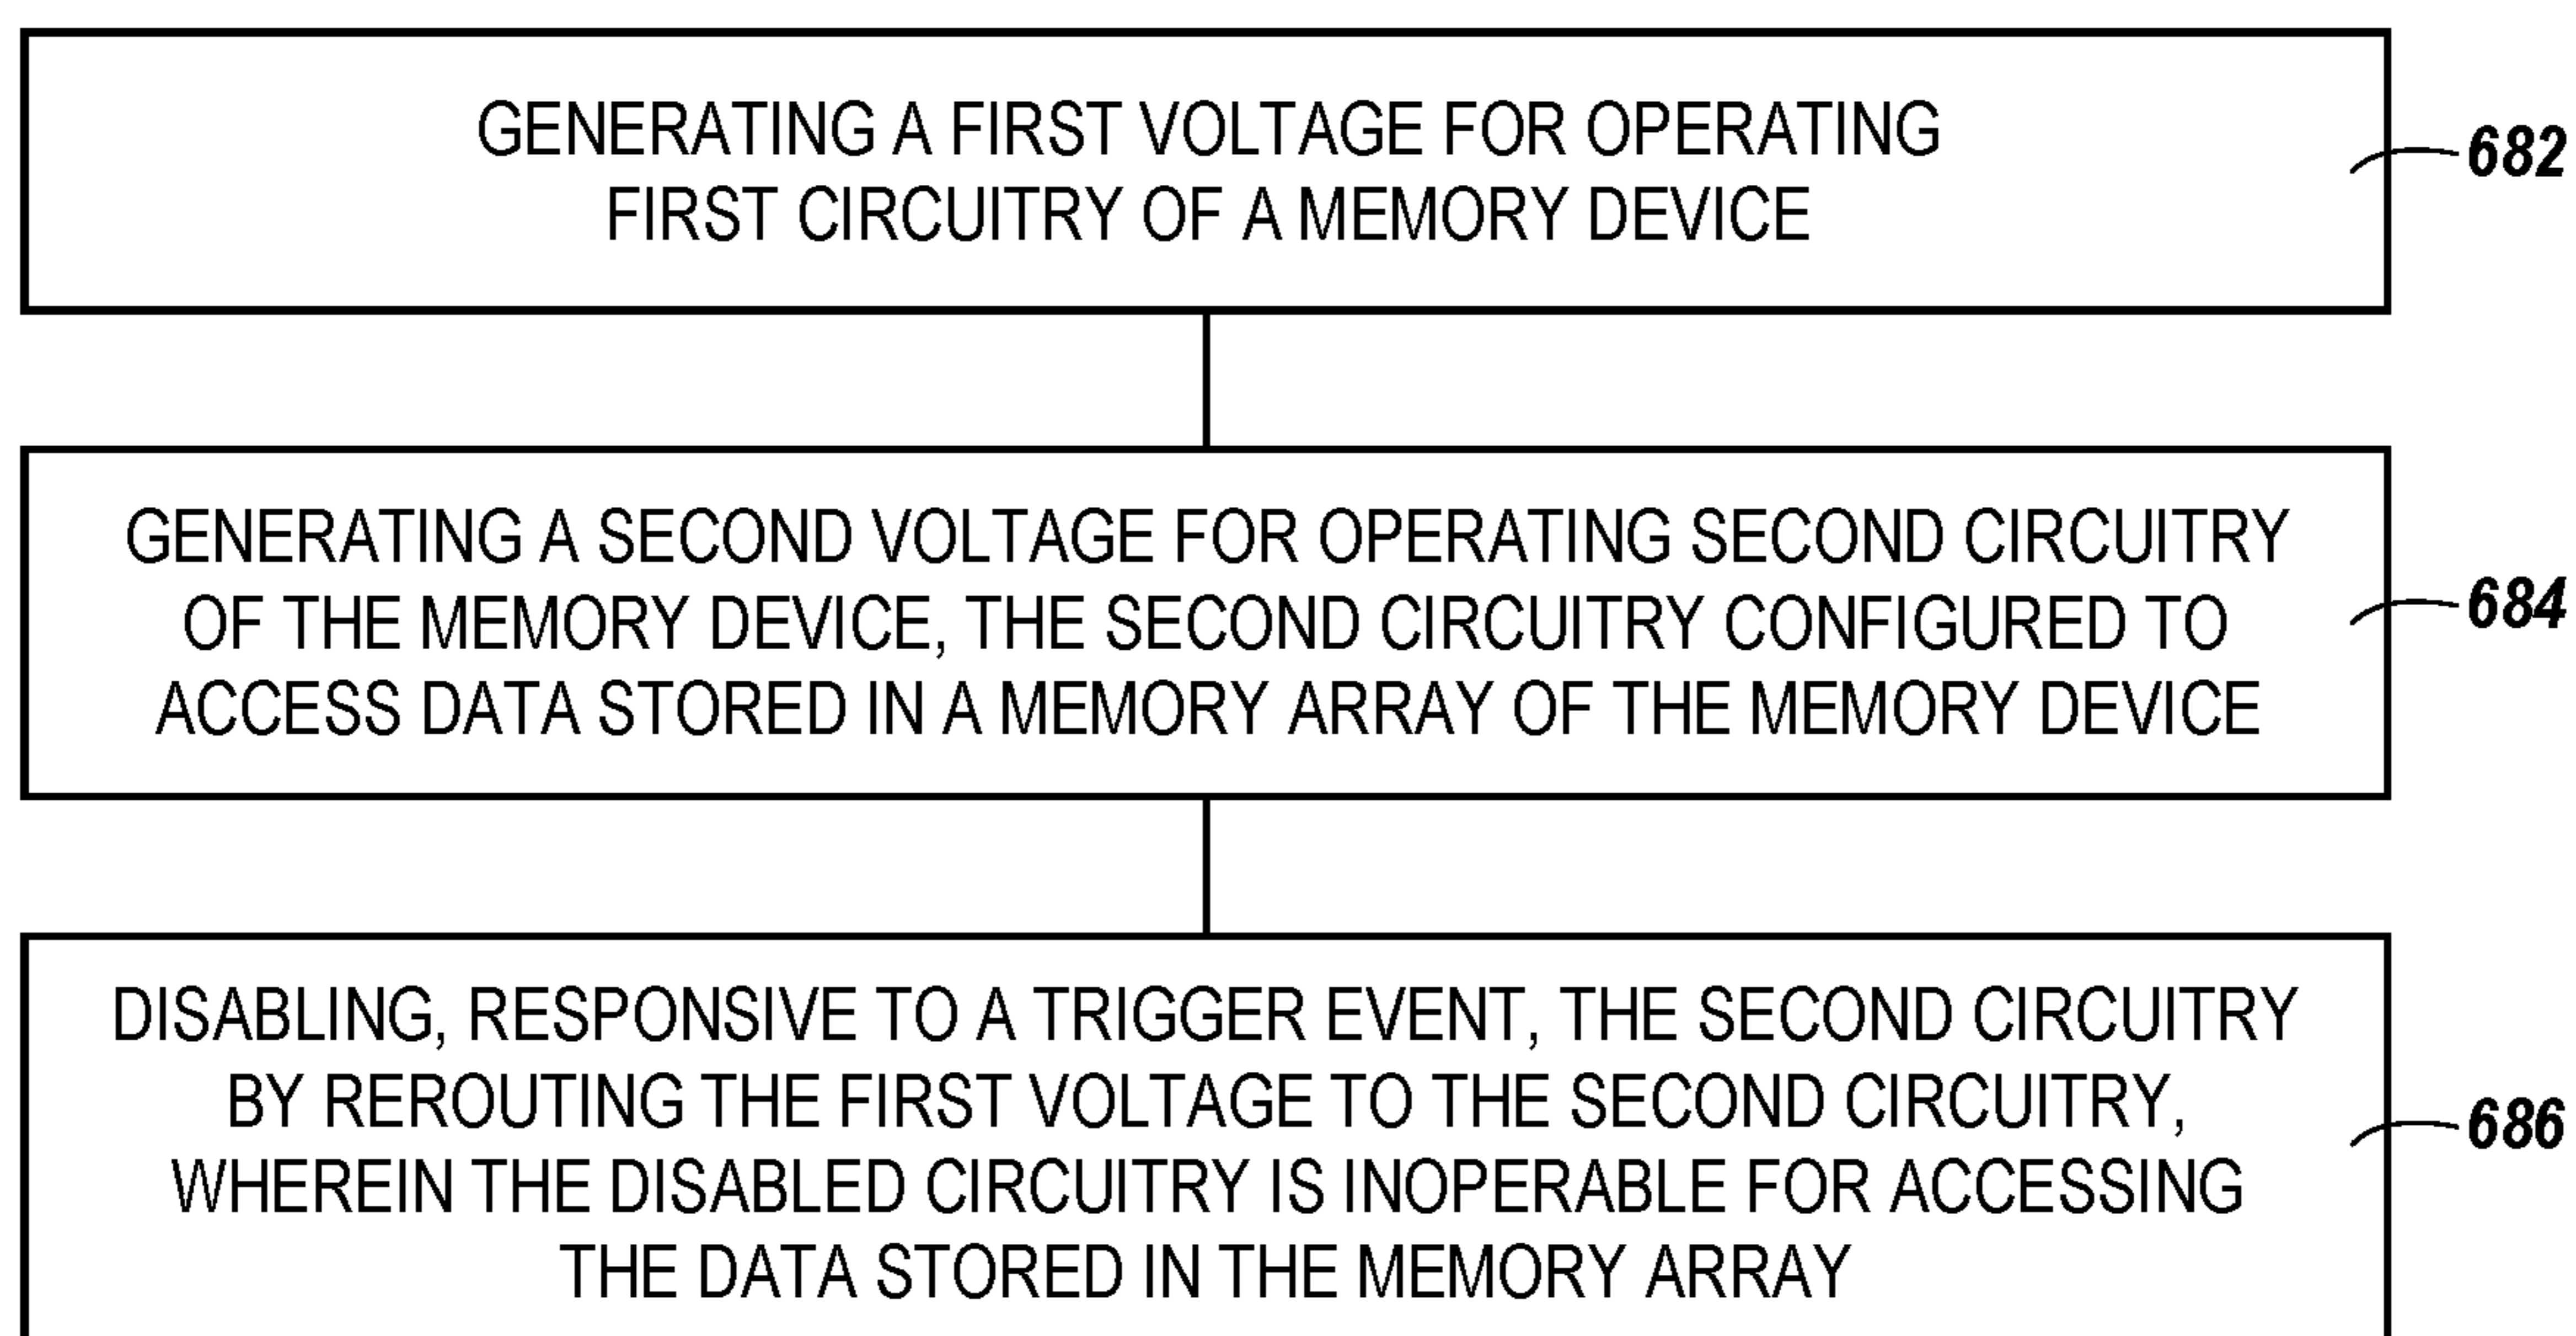 GENERATING A FIRST VOLTAGE FOR OPERATING
FIRST CIRCUITRY OF A MEMORY DEVICE
682
GENERATING A SECOND VOLTAGE FOR OPERATING SECOND CIRCUITRY
OF THE MEMORY DEVICE, THE SECOND CIRCUITRY CONFIGURED TO
ACCESS DATA STORED IN A MEMORY ARRAY OF THE MEMORY DEVICE
684
DISABLING, RESPONSIVE TO A TRIGGER EVENT, THE SECOND CIRCUITRY
BY REROUTING THE FIRST VOLTAGE TO THE SECOND CIRCUITRY,
WHEREIN THE DISABLED CIRCUITRY IS INOPERABLE FOR ACCESSING
THE DATA STORED IN THE MEMORY ARRAY
686